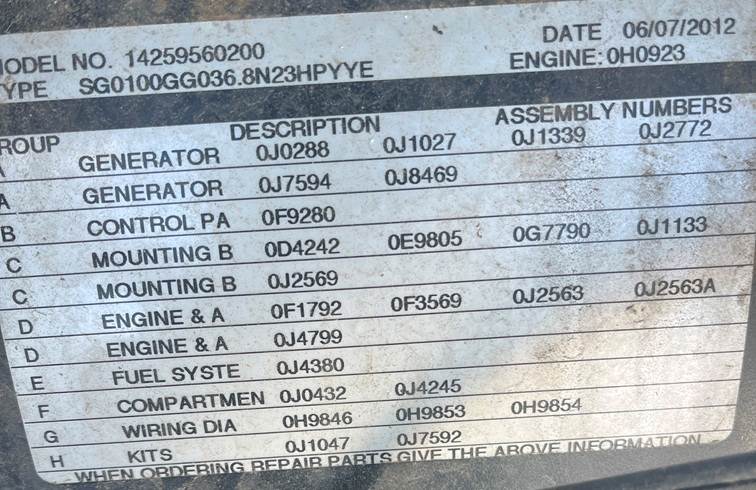 MODEL NO. 14259560200 DATE 06/07/2012
TYPE SG0100GG036.8N23HPYYE ENGINE: 0H0923
GROUP DESCRIPTION ASSEMBLY NUMBERS
A GENERATOR 0J0288 0J1027 0J1339 0J2772
A GENERATOR 0J7594 0J8469
B CONTROL PA 0F9280
C MOUNTING B 0D4242 0E9805 0G7790 0J1133
C MOUNTING B 0J2569
D ENGINE & A 0F1792 0F3569 0J2563 0J2563A
D ENGINE & A 0J4799
E FUEL SYSTE 0J4380
F COMPARTMEN 0J0432 0J4245
G WIRING DIA 0H9846 0H9853 0H9854
H KITS 0J1047 0J7592
WHEN ORDERING REPAIR PARTS GIVE THE ABOVE INFORMATION